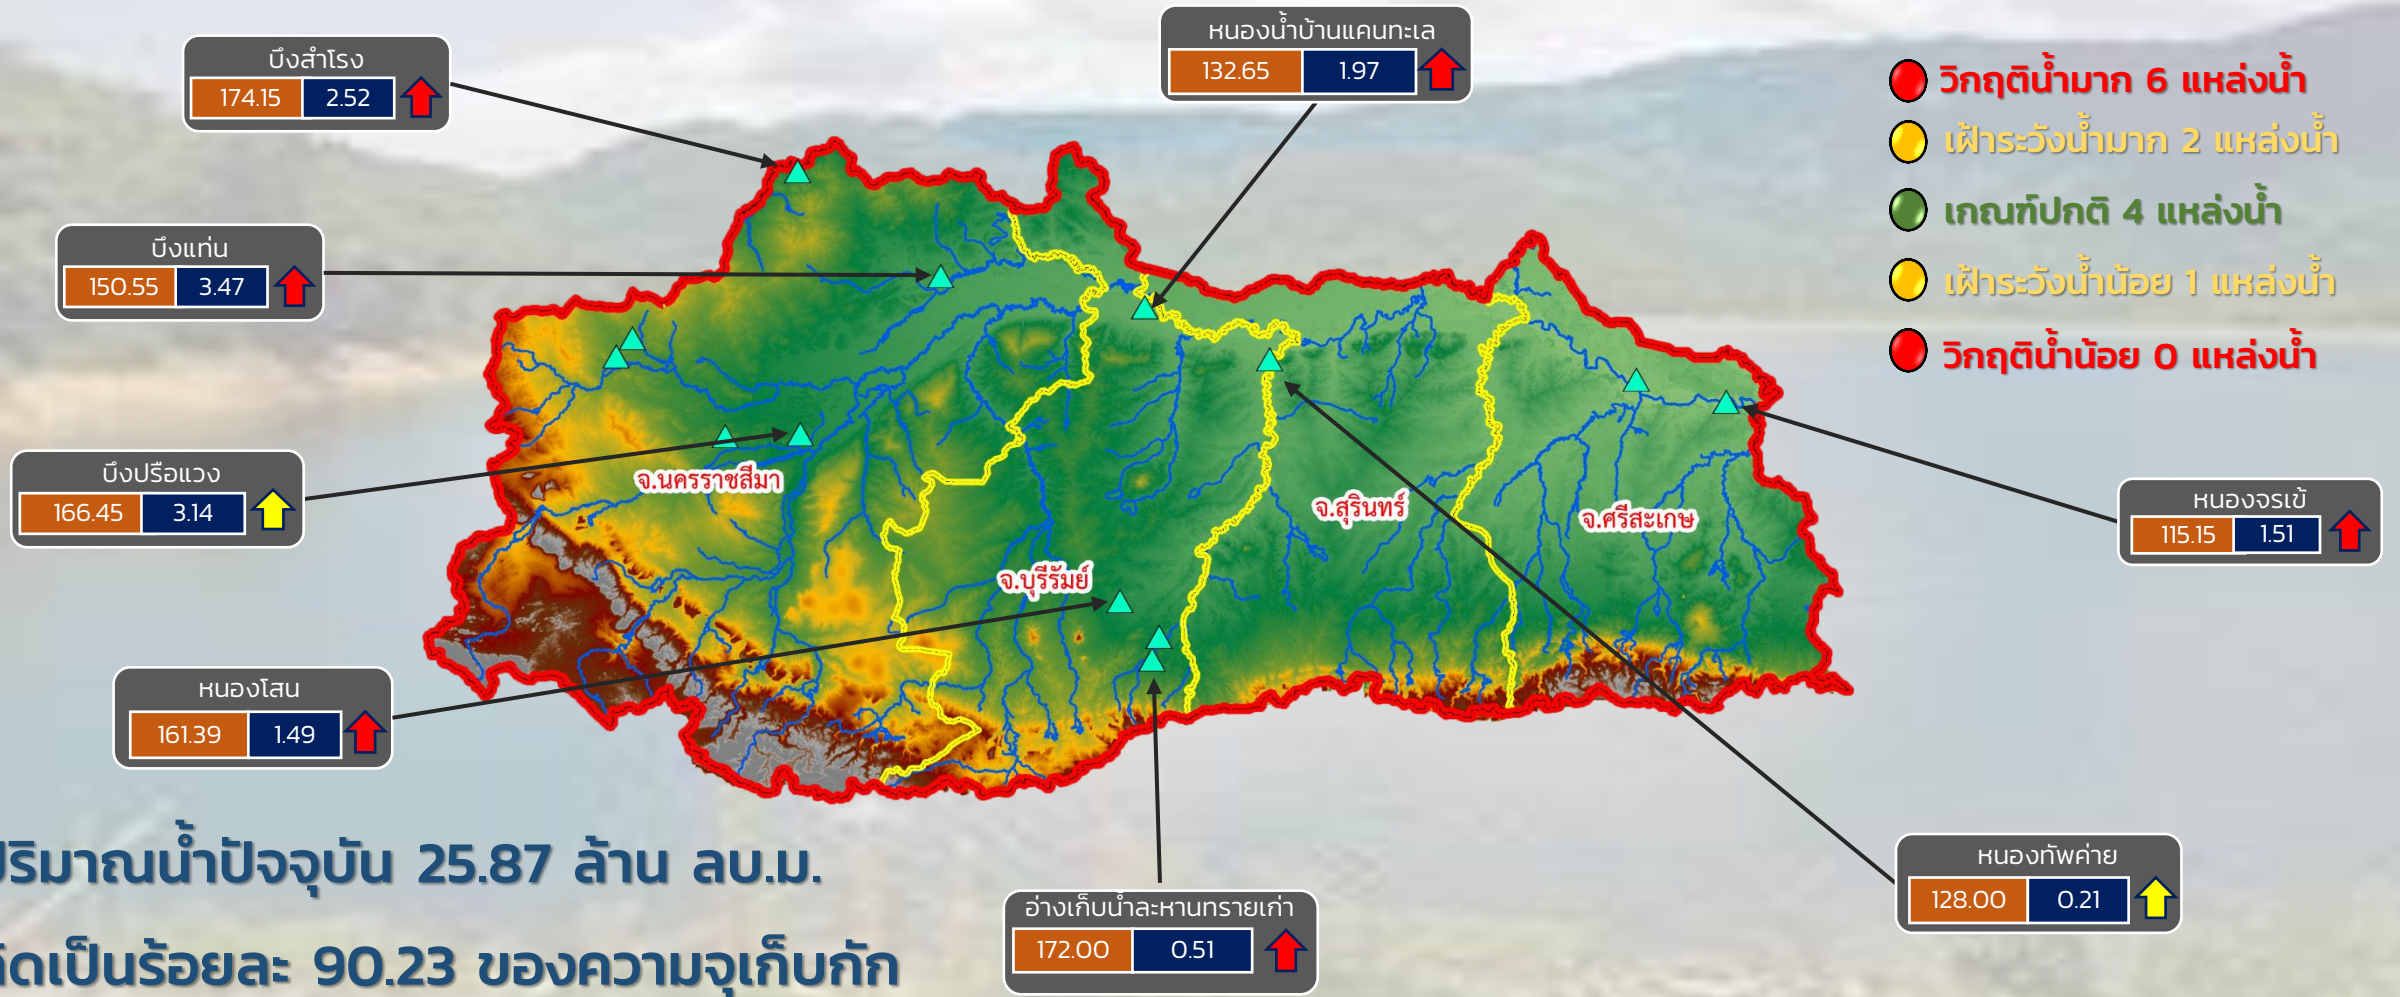 บึงสำโรง
174.15 2.52
หนองน้ำบ้านแคนทะเล
132.65 1.97
วิกฤติน้ำมาก 6 แหล่งน้ำ
เฝ้าระวังน้ำมาก 2 แหล่งน้ำ
เกณฑ์ปกติ 4 แหล่งน้ำ
เฝ้าระวังน้ำน้อย 1 แหล่งน้ำ
วิกฤติน้ำน้อย 0 แหล่งน้ำ
บึงแท่น
150.55 3.47
บึงปรือแวง
166.45 3.14
จ.นครราชสีมา
จ.บุรีรัมย์
จ.สุรินทร์
จ.ศรีสะเกษ
หนองจรเข้
115.15 1.51
หนองโสน
161.39 1.49
อ่างเก็บน้ำละหานทรายเก่า
172.00 0.51
หนองทัพค่าย
128.00 0.21
ปริมาณน้ำปัจจุบัน 25.87 ล้าน ลบ.ม.
คิดเป็นร้อยละ 90.23 ของความจุเก็บกัก